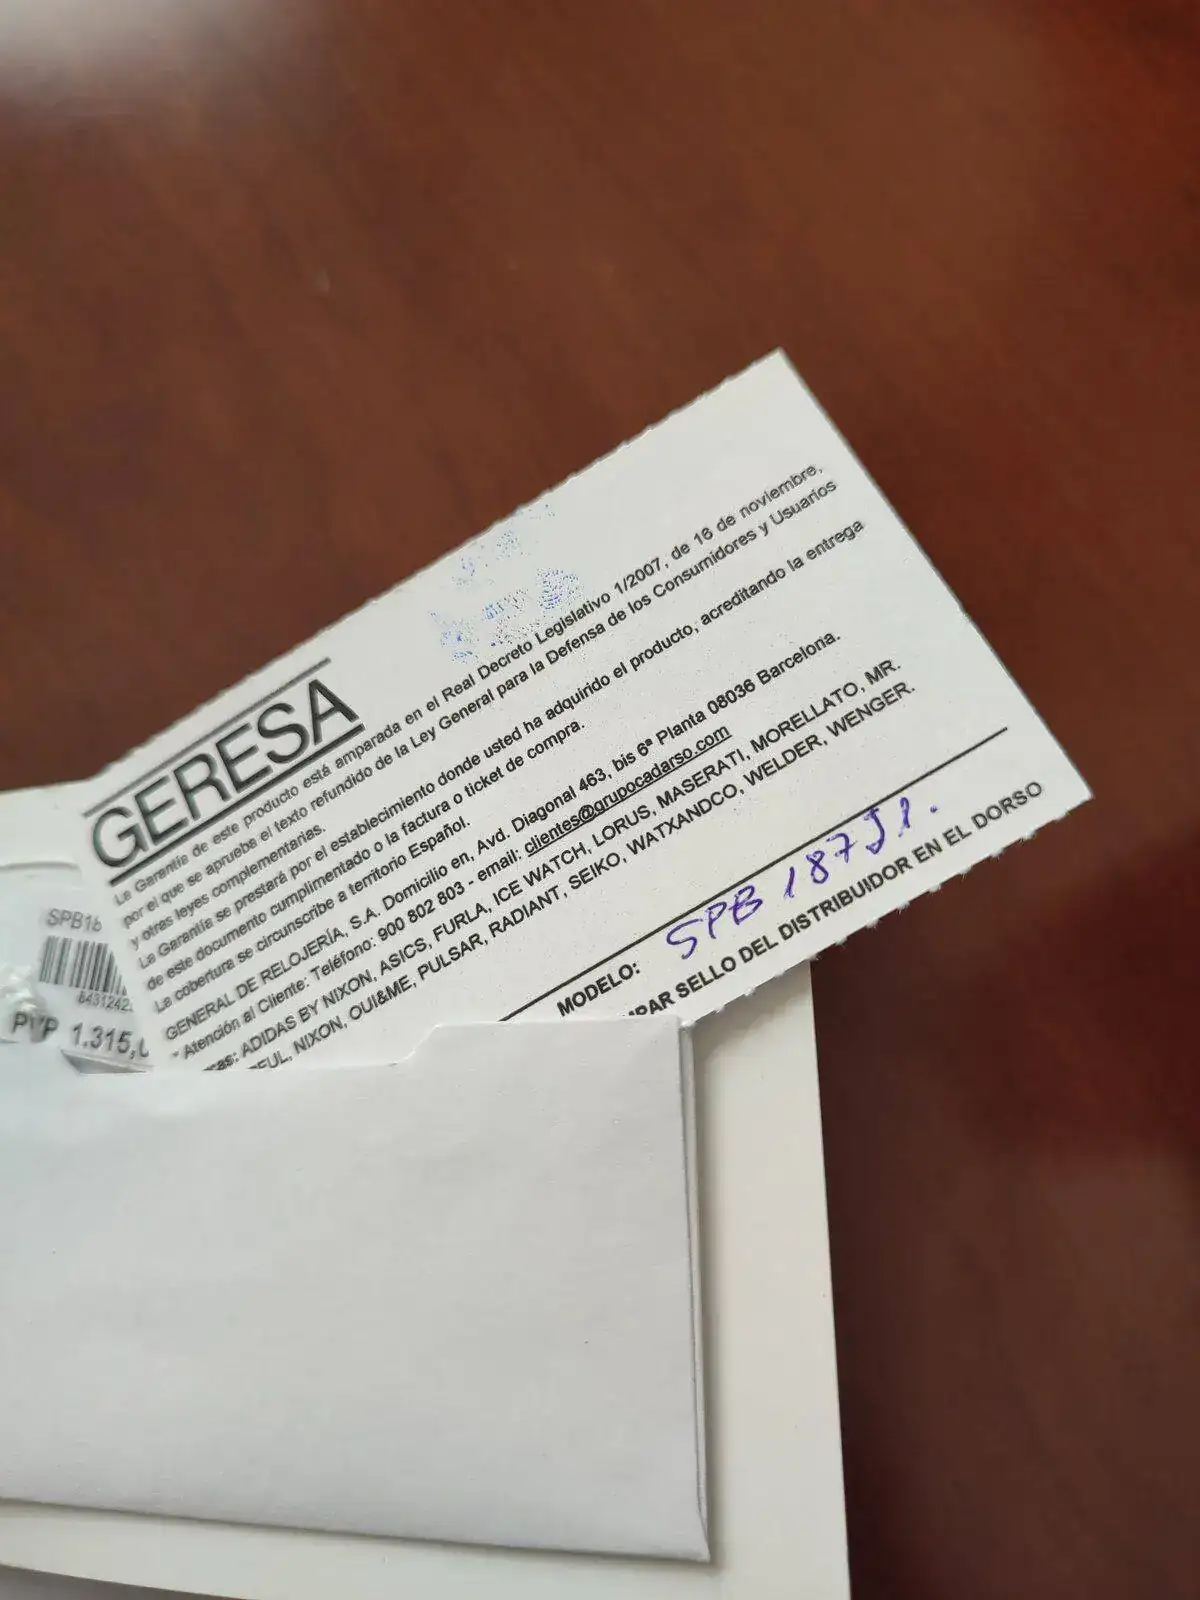 GERESA
La Garantía de este producto está amparada en el Real Decreto Legislativo 1/2007, de 16 de noviembre,
por el que se aprueba el texto refundido de la Ley General para la Defensa de los Consumidores y Usuarios
y otras leyes complementarias.
La Garantía se prestará por el establecimiento donde usted ha adquirido el producto, acreditando la entrega
de este documento cumplimentado o la factura o ticket de compra.
La cobertura se circunscribe a territorio Español.
GENERAL DE RELOJERÍA, S.A. Domicilio en, Avd. Diagonal 463, bis 6ª Planta 08036 Barcelona.
* Atención al Cliente: Teléfono: 900 802 803 - email: clientes@grupocadarso.com
cas: ADIDAS BY NIXON, ASICS, FURLA, ICE WATCH, LORUS, MASERATI, MORELLATO, MR.
FUL, NIXON, OUI&ME, PULSAR, RADIANT, SEIKO, WATXANDCO, WELDER, WENGER.
MODELO: SPB 187J1.
MPAR SELLO DEL DISTRIBUIDOR EN EL DORSO
SPB18
8431242
PVP 1.315,0